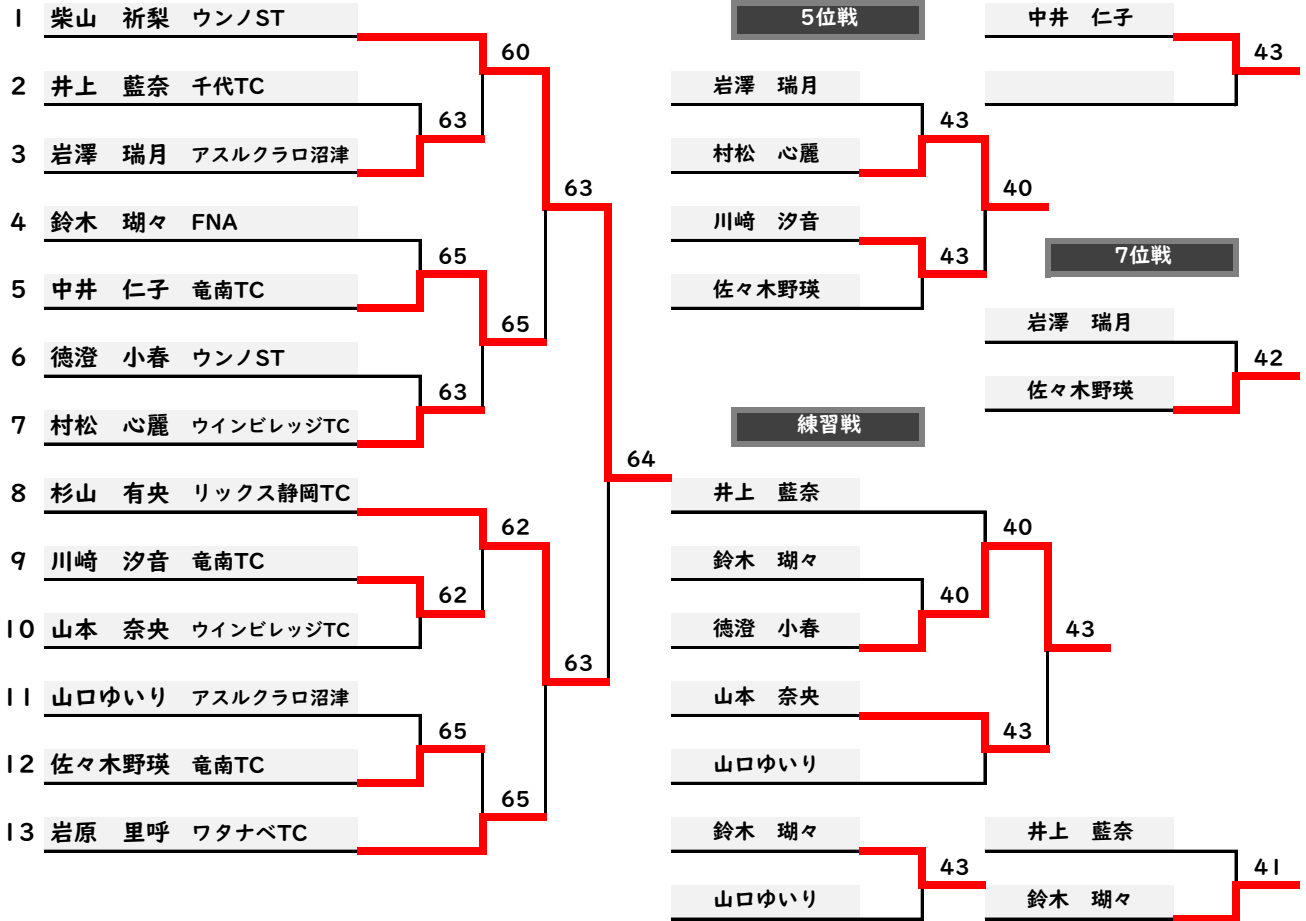 1 柴山 祈梨 ウンノST
60
2 井上 藍奈 千代TC
63
3 岩澤 瑞月 アスルクラロ沼津
63
4 鈴木 瑚々 FNA
65
5 中井 仁子 竜南TC
65
6 徳澄 小春 ウンノST
63
7 村松 心麗 ウインビレッジTC
64
8 杉山 有央 リックス静岡TC
62
9 川﨑 汐音 竜南TC
62
10 山本 奈央 ウインビレッジTC
63
11 山口ゆいり アスルクラロ沼津
65
12 佐々木野瑛 竜南TC
65
13 岩原 里呼 ワタナベTC
5位戦
岩澤 瑞月
43
村松 心麗
40
川﨑 汐音
43
佐々木野瑛
中井 仁子
43
7位戦
岩澤 瑞月
42
佐々木野瑛
練習戦
井上 藍奈
40
鈴木 瑚々
40
徳澄 小春
43
山本 奈央
43
山口ゆいり
鈴木 瑚々
43
山口ゆいり
井上 藍奈
41
鈴木 瑚々